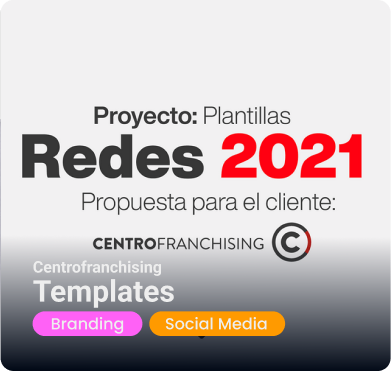 Proyecto: Plantillas
Redes 2021
Propuesta para el cliente:
CENTROFRANCHISING C
Centrofranchising
Templates
Branding Social Media